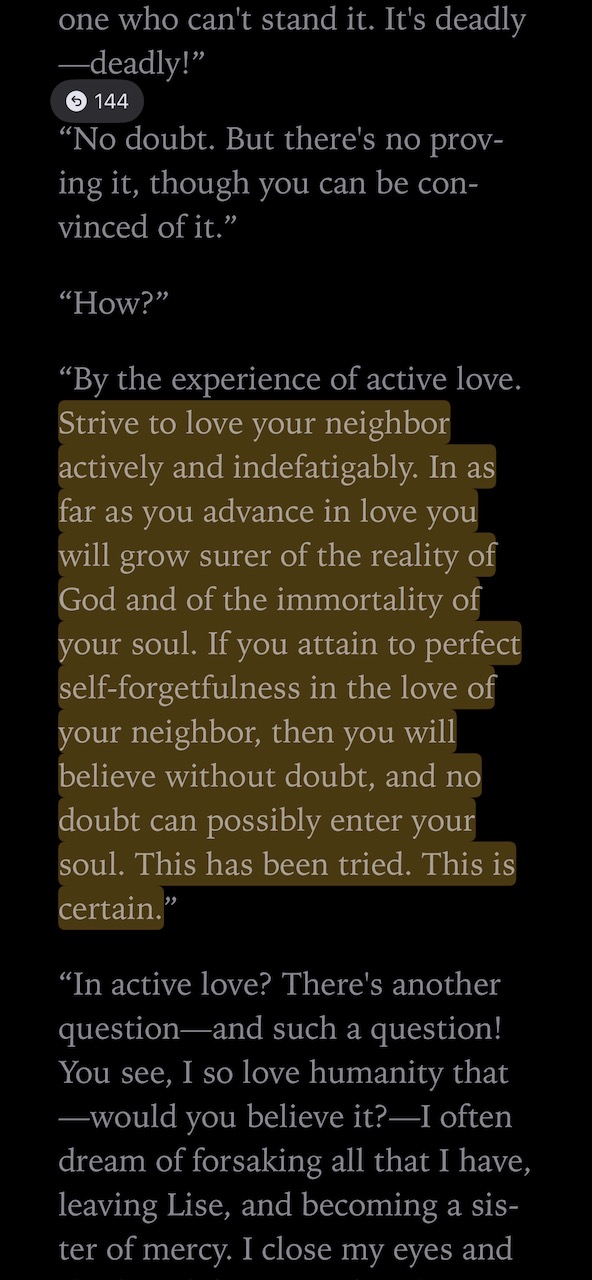 one who can't stand it. It's deadly
—deadly!”
144
“No doubt. But there's no prov-
ing it, though you can be con-
vinced of it.”
“How?”
“By the experience of active love.
Strive to love your neighbor
actively and indefatigably. In as
far as you advance in love you
will grow surer of the reality of
God and of the immortality of
your soul. If you attain to perfect
self-forgetfulness in the love of
your neighbor, then you will
believe without doubt, and no
doubt can possibly enter your
soul. This has been tried. This is
certain.”
“In active love? There's another
question—and such a question!
You see, I so love humanity that
—would you believe it?—I often
dream of forsaking all that I have,
leaving Lise, and becoming a sis-
ter of mercy. I close my eyes and